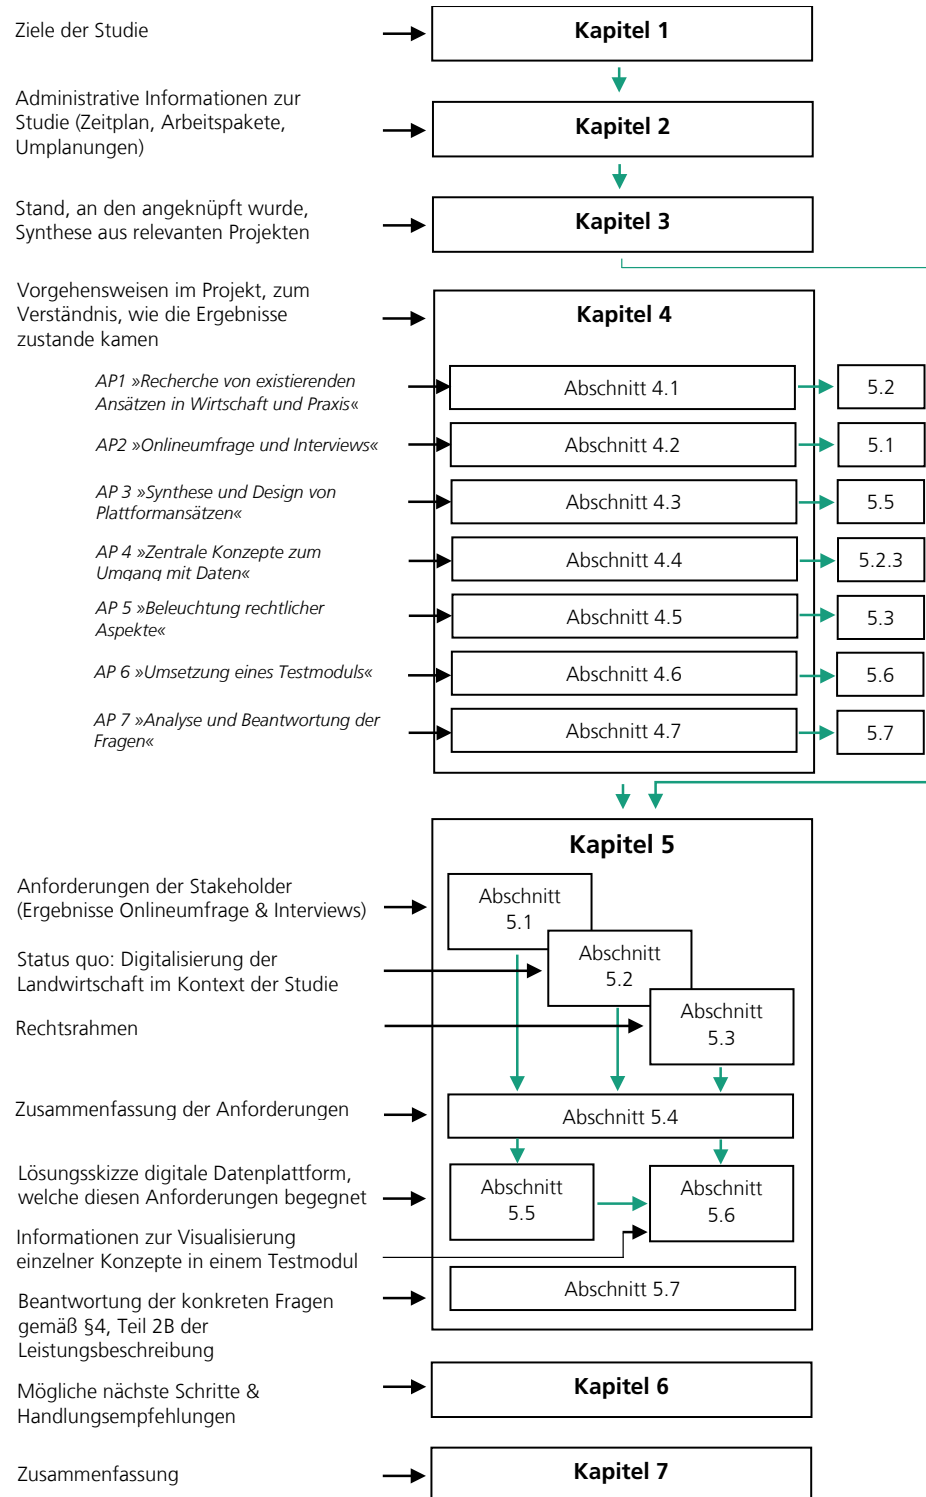 Ziele der Studie
Kapitel 1
Administrative Informationen zur
Studie (Zeitplan, Arbeitspakete,
Umplanungen)
Kapitel 2
Stand, an den angeknüpft wurde,
Synthese aus relevanten Projekten
Kapitel 3
Vorgehensweisen im Projekt, zum
Verständnis, wie die Ergebnisse
zustande kamen
Kapitel 4
AP1 »Recherche von existierenden
Ansätzen in Wirtschaft und Praxis«
Abschnitt 4.1
5.2
AP2 »Onlineumfrage und Interviews«
Abschnitt 4.2
5.1
AP 3 »Synthese und Design von
Plattformansätzen«
Abschnitt 4.3
5.5
AP 4 »Zentrale Konzepte zum
Umgang mit Daten«
Abschnitt 4.4
5.2.3
AP 5 »Beleuchtung rechtlicher
Aspekte«
Abschnitt 4.5
5.3
AP 6 »Umsetzung eines Testmoduls«
Abschnitt 4.6
5.6
AP 7 »Analyse und Beantwortung der
Fragen«
Abschnitt 4.7
5.7
Kapitel 5
Anforderungen der Stakeholder
(Ergebnisse Onlineumfrage & Interviews)
Abschnitt
5.1
Status quo: Digitalisierung der
Landwirtschaft im Kontext der Studie
Abschnitt
5.2
Rechtsrahmen
Abschnitt
5.3
Zusammenfassung der Anforderungen
Abschnitt 5.4
Lösungsskizze digitale Datenplattform,
welche diesen Anforderungen begegnet
Abschnitt
5.5
Abschnitt
5.6
Informationen zur Visualisierung
einzelner Konzepte in einem Testmodul
Abschnitt 5.7
Beantwortung der konkreten Fragen
gemäß §4, Teil 2B der
Leistungsbeschreibung
Mögliche nächste Schritte &
Handlungsempfehlungen
Kapitel 6
Zusammenfassung
Kapitel 7